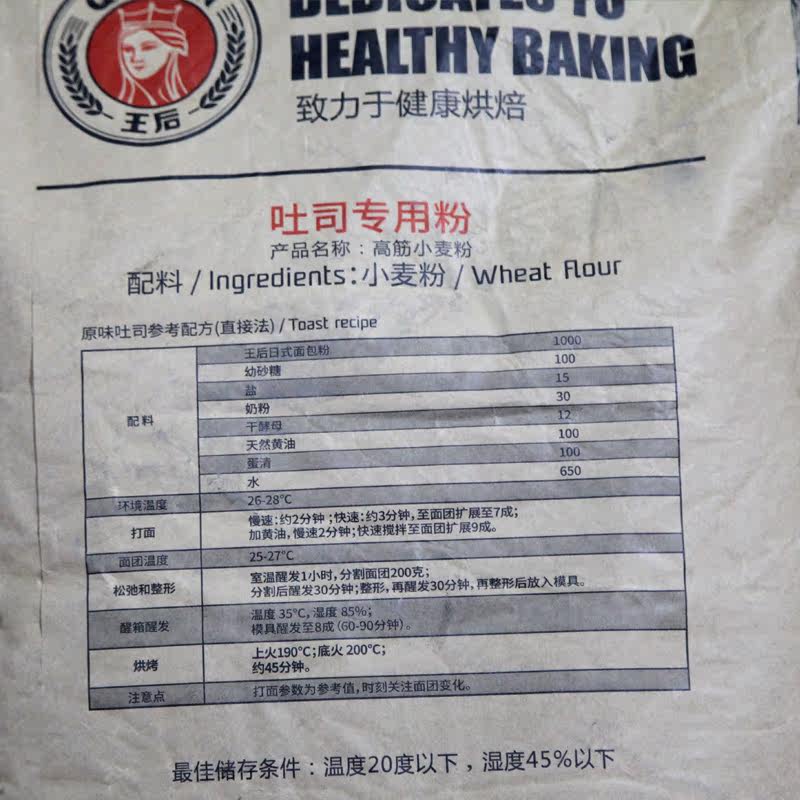 DEDICATES TO
HEALTHY BAKING
致力于健康烘焙
王后
吐司专用粉
产品名称：高筋小麦粉
配料 / Ingredients：小麦粉 / Wheat flour
原味吐司参考配方(直接法) / Toast recipe
配料
王后日式面包粉 1000
幼砂糖 100
盐 15
奶粉 30
干酵母 12
天然黄油 100
蛋清 100
水 650
环境温度 26-28°C
打面 慢速：约2分钟；快速：约3分钟，至面团扩展至7成；
加黄油，慢速2分钟；快速搅拌至面团扩展9成。
面团温度 25-27°C
松弛和整形 室温醒发1小时，分割面团200克；
分割后醒发30分钟；整形，再醒发30分钟，再整形后放入模具。
醒箱醒发 温度 35°C，湿度 85%；
模具醒发至8成（60-90分钟）。
烘烤 上火190°C；底火 200°C；
约45分钟。
注意点 打面参数为参考值，时刻关注面团变化。
最佳储存条件：温度20度以下，湿度45%以下